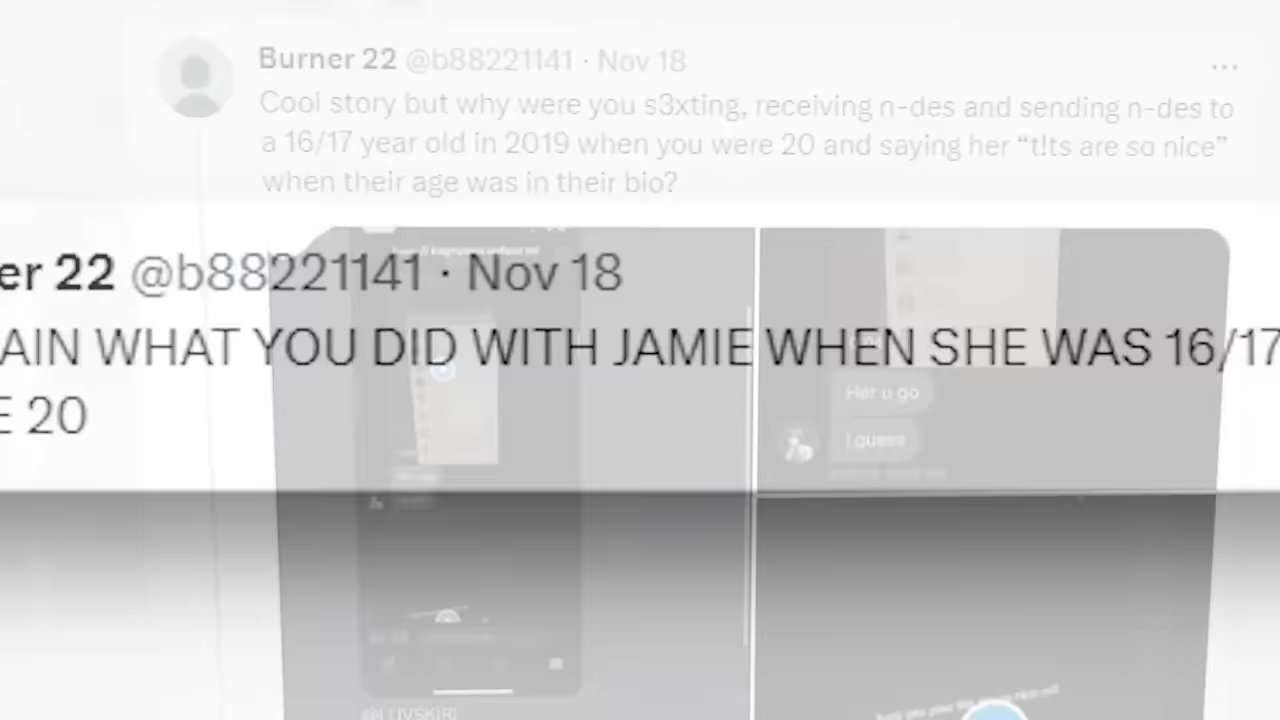 Burner 22 @b88221141 · Nov 18
Cool story but why were you s3xting, receiving n-des and sending n-des to
a 16/17 year old in 2019 when you were 20 and saying her “t!ts are so nice”
when their age was in their bio?
er 22 @b88221141 · Nov 18
AIN WHAT YOU DID WITH JAMIE WHEN SHE WAS 16/17
E 20
Her u go
I guess